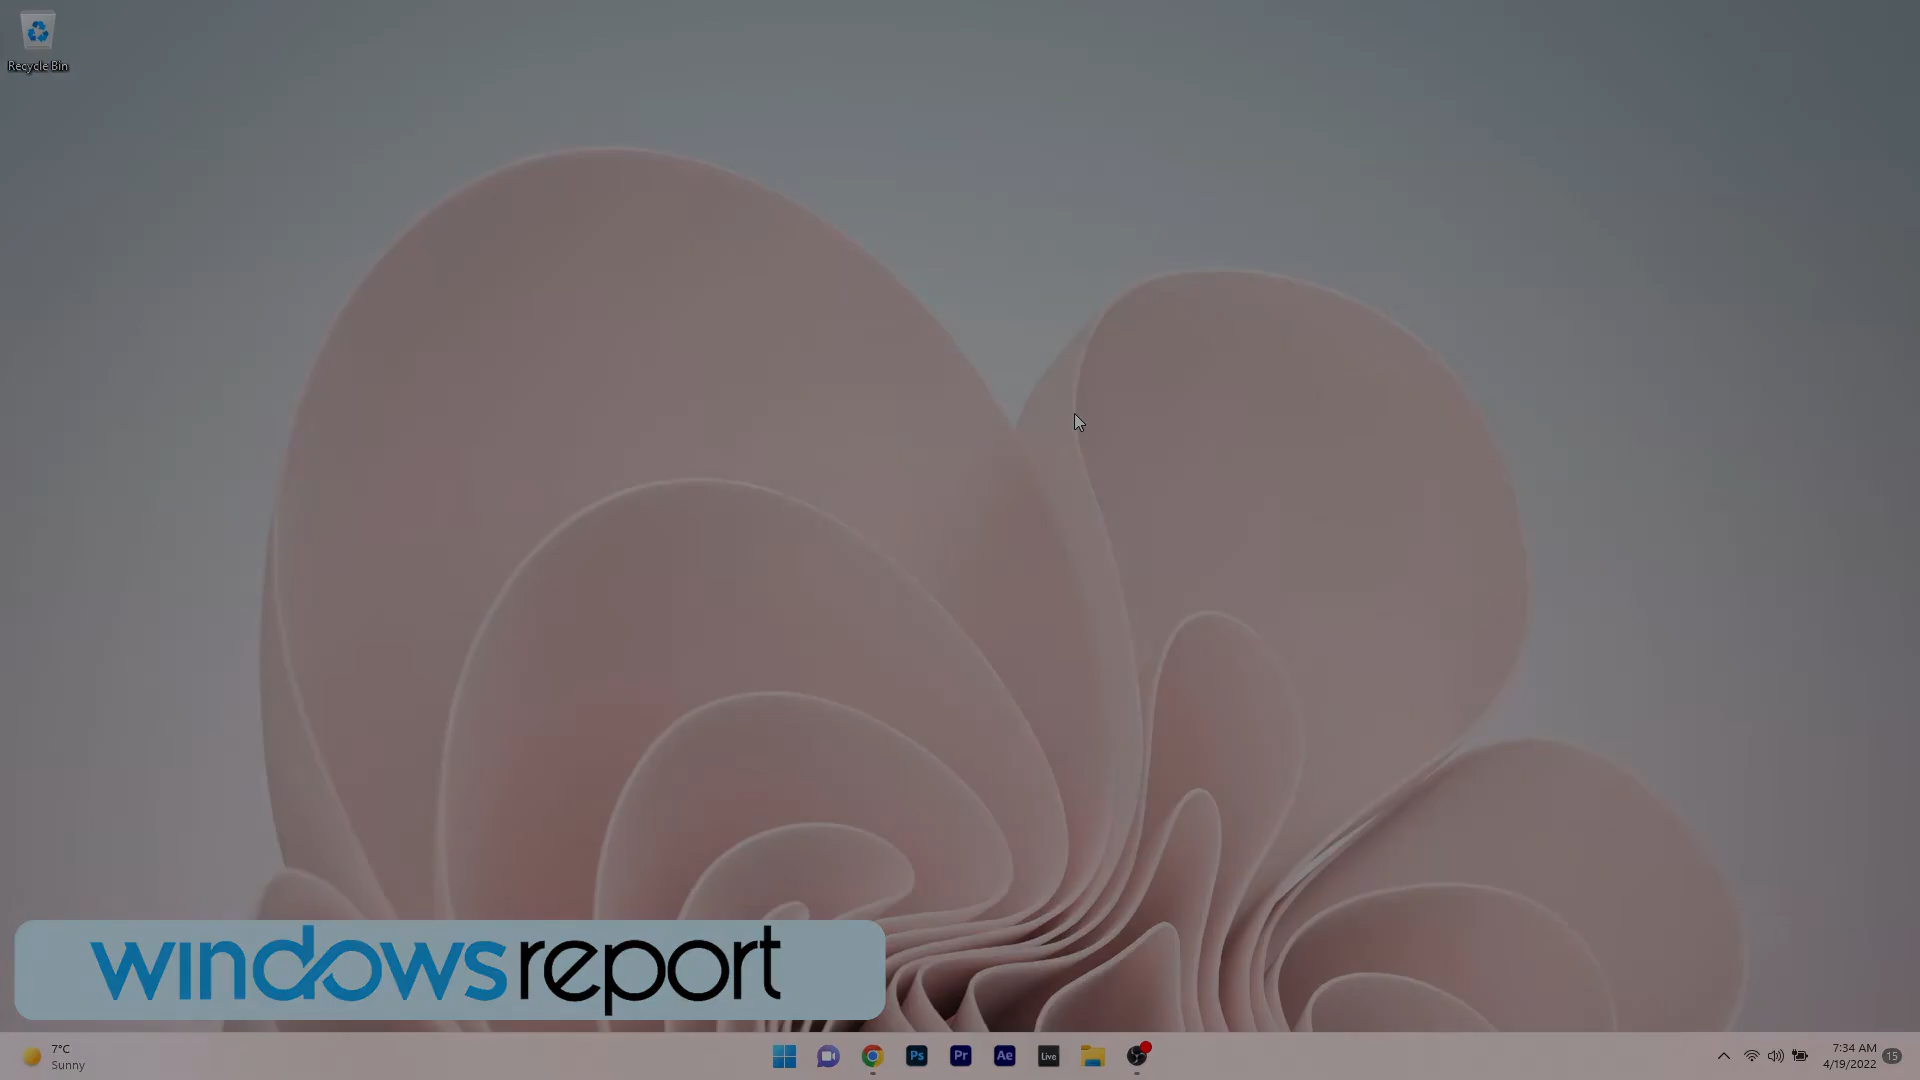 Recycle Bin
windowsreport
7°C
Sunny
Ps
Pr
Ae
Live
7:34 AM
4/19/2022
15